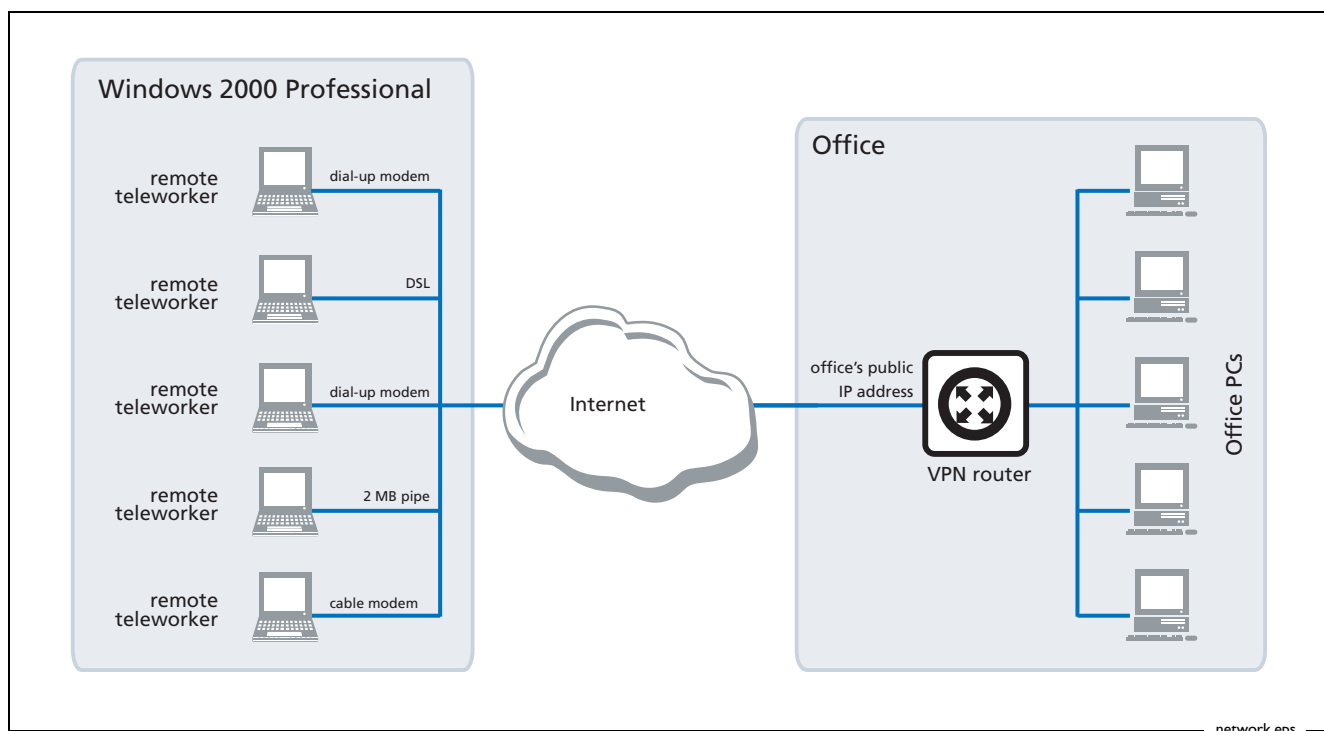 Windows 2000 Professional
remote
teleworker
dial-up modem
remote
teleworker
DSL
remote
teleworker
dial-up modem
remote
teleworker
2 MB pipe
remote
teleworker
cable modem
Internet
Office
office's public
IP address
VPN router
Office PCs
network.eps